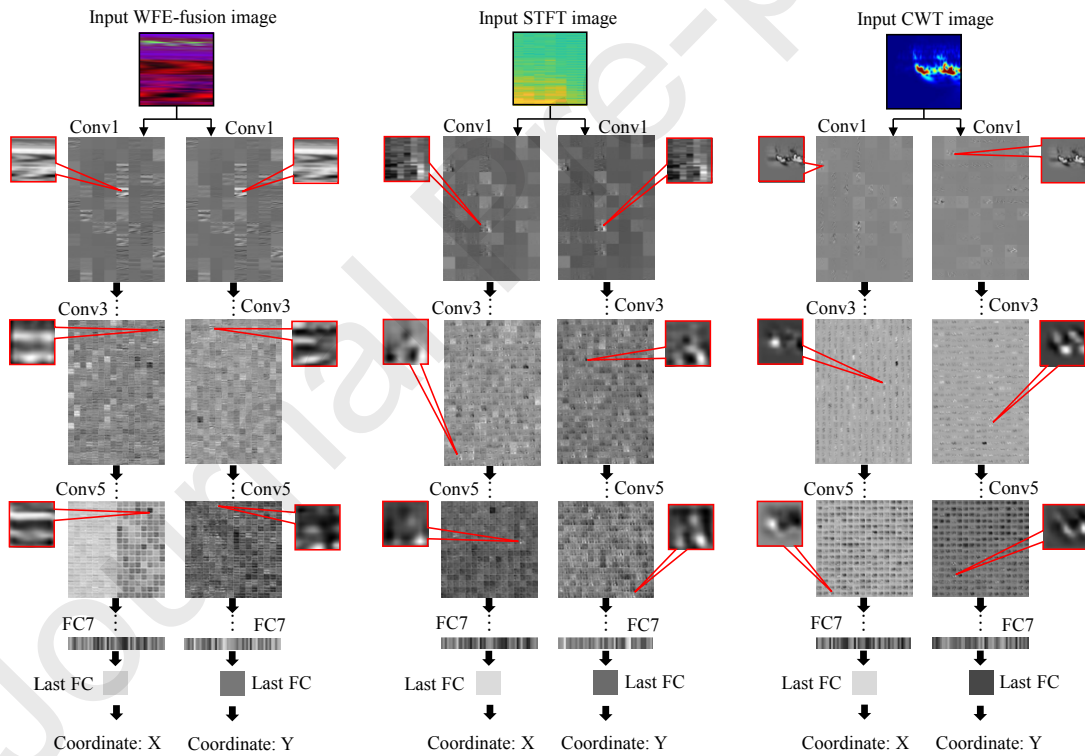 Input WFE-fusion image
Input STFT image
Input CWT image
Conv1
Conv1
Conv1
Conv1
Conv1
Conv1
Conv3
Conv3
Conv3
Conv3
Conv3
Conv3
Conv5
Conv5
Conv5
Conv5
Conv5
Conv5
FC7
FC7
FC7
FC7
FC7
FC7
Last FC
Last FC
Last FC
Last FC
Last FC
Last FC
Coordinate: X
Coordinate: Y
Coordinate: X
Coordinate: Y
Coordinate: X
Coordinate: Y
Journal Pre-p